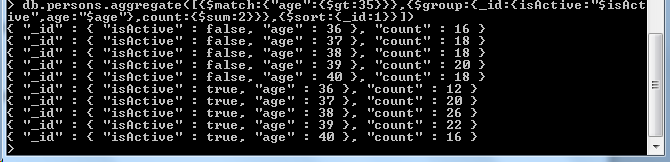 > db.persons.aggregate([{$match:{"age":{$gt:35}}},{$group:{_id:{isActive:"$isActi
ve",age:"$age"},count:{$sum:2}}},{$sort:{_id:1}}])
{ "_id" : { "isActive" : false, "age" : 36 }, "count" : 16 }
{ "_id" : { "isActive" : false, "age" : 37 }, "count" : 18 }
{ "_id" : { "isActive" : false, "age" : 38 }, "count" : 18 }
{ "_id" : { "isActive" : false, "age" : 39 }, "count" : 20 }
{ "_id" : { "isActive" : false, "age" : 40 }, "count" : 18 }
{ "_id" : { "isActive" : true, "age" : 36 }, "count" : 12 }
{ "_id" : { "isActive" : true, "age" : 37 }, "count" : 20 }
{ "_id" : { "isActive" : true, "age" : 38 }, "count" : 26 }
{ "_id" : { "isActive" : true, "age" : 39 }, "count" : 22 }
{ "_id" : { "isActive" : true, "age" : 40 }, "count" : 16 }
>